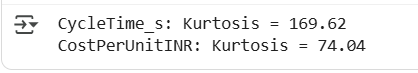 CycleTime_s: Kurtosis = 169.62
CostPerUnitINR: Kurtosis = 74.04